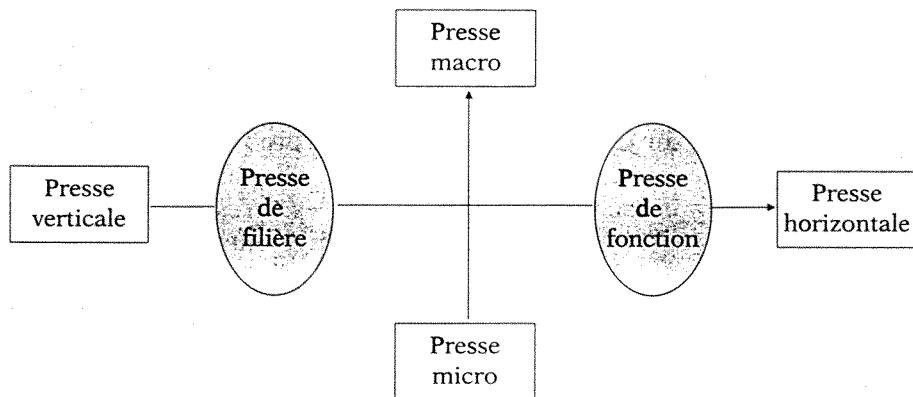 Presse
macro
Presse
verticale
Presse
de
filière
Presse
de
fonction
Presse
horizontale
Presse
micro